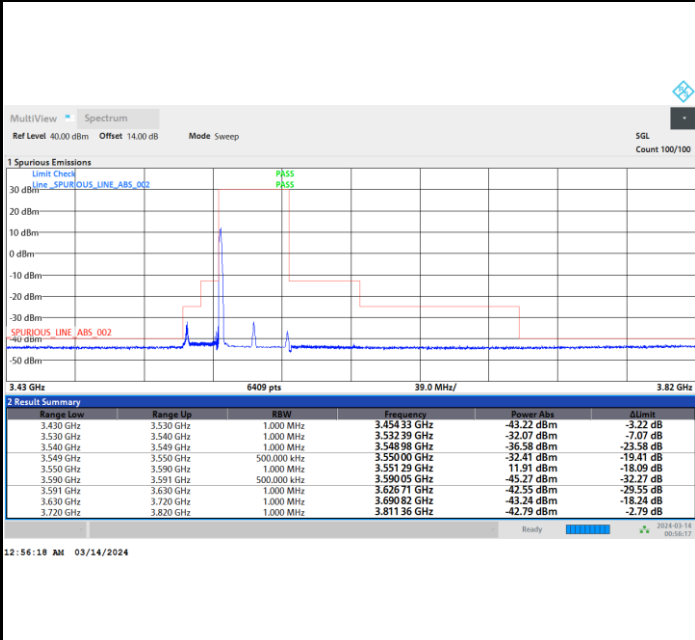 MultiView Spectrum
Ref Level 40.00 dBm Offset 14.00 dB Mode Sweep SGL
Count 100/100
1 Spurious Emissions
Limit Check PASS
Line _SPURIOUS_LINE_ABS_002 PASS
30 dBm
20 dBm
10 dBm
0 dBm
-10 dBm
-20 dBm
-30 dBm
_SPURIOUS_LINE_ABS_002
-40 dBm
-50 dBm
3.43 GHz 6409 pts 39.0 MHz/ 3.82 GHz
2 Result Summary
Range Low Range Up RBW Frequency Power Abs ΔLimit
3.430 GHz 3.530 GHz 1.000 MHz 3.454 33 GHz -43.22 dBm -3.22 dB
3.530 GHz 3.540 GHz 1.000 MHz 3.532 39 GHz -32.07 dBm -7.07 dB
3.540 GHz 3.549 GHz 1.000 MHz 3.548 98 GHz -36.58 dBm -23.58 dB
3.549 GHz 3.550 GHz 500.000 kHz 3.550 00 GHz -32.41 dBm -19.41 dB
3.550 GHz 3.590 GHz 1.000 MHz 3.551 29 GHz 11.91 dBm -18.09 dB
3.590 GHz 3.591 GHz 500.000 kHz 3.590 05 GHz -45.27 dBm -32.27 dB
3.591 GHz 3.630 GHz 1.000 MHz 3.626 71 GHz -42.55 dBm -29.55 dB
3.630 GHz 3.720 GHz 1.000 MHz 3.690 82 GHz -43.24 dBm -18.24 dB
3.720 GHz 3.820 GHz 1.000 MHz 3.811 36 GHz -42.79 dBm -2.79 dB
Ready 2024-03-14
00:56:17
12:56:18 AM 03/14/2024